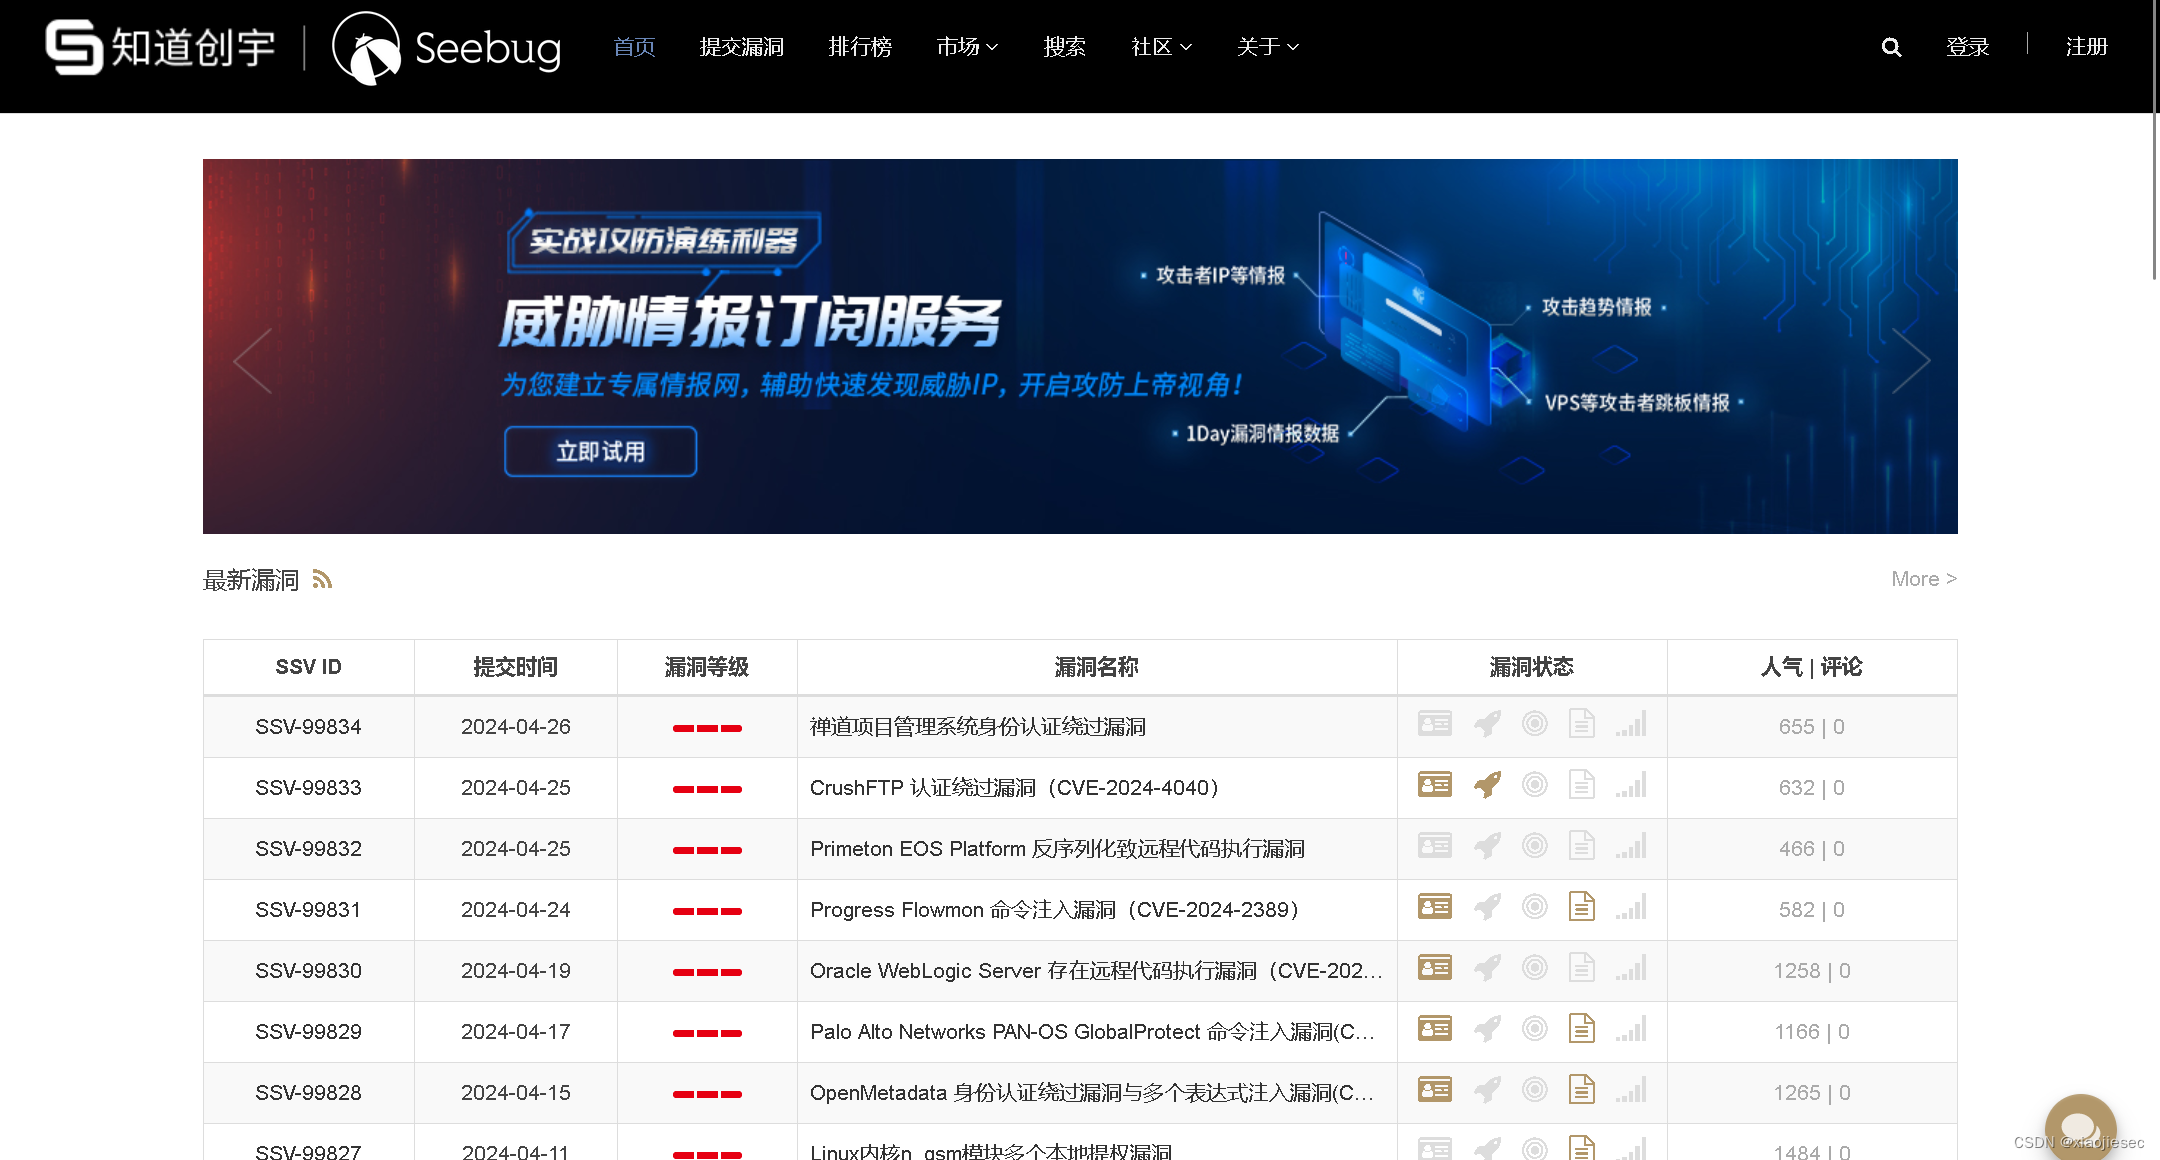 知道创宇 | Seebug 首页 提交漏洞 排行榜 市场 搜索 社区 关于 登录 注册
实战攻防演练利器
威胁情报订阅服务
为您建立专属情报网，辅助快速发现威胁IP，开启攻防上帝视角！
立即试用
攻击者IP等情报
攻击趋势情报
VPS等攻击者跳板情报
1Day漏洞情报数据
最新漏洞 More >
SSV ID 提交时间 漏洞等级 漏洞名称 漏洞状态 人气 | 评论
SSV-99834 2024-04-26 禅道项目管理系统身份认证绕过漏洞 655 | 0
SSV-99833 2024-04-25 CrushFTP 认证绕过漏洞（CVE-2024-4040） 632 | 0
SSV-99832 2024-04-25 Primeton EOS Platform 反序列化致远程代码执行漏洞 466 | 0
SSV-99831 2024-04-24 Progress Flowmon 命令注入漏洞（CVE-2024-2389） 582 | 0
SSV-99830 2024-04-19 Oracle WebLogic Server 存在远程代码执行漏洞（CVE-202... 1258 | 0
SSV-99829 2024-04-17 Palo Alto Networks PAN-OS GlobalProtect 命令注入漏洞(C... 1166 | 0
SSV-99828 2024-04-15 OpenMetadata 身份认证绕过漏洞与多个表达式注入漏洞(C... 1265 | 0
SSV-99827 2024-04-11 Linux内核n_gsm模块多个本地提权漏洞 1484 | 0
CSDN @xiaojiesec